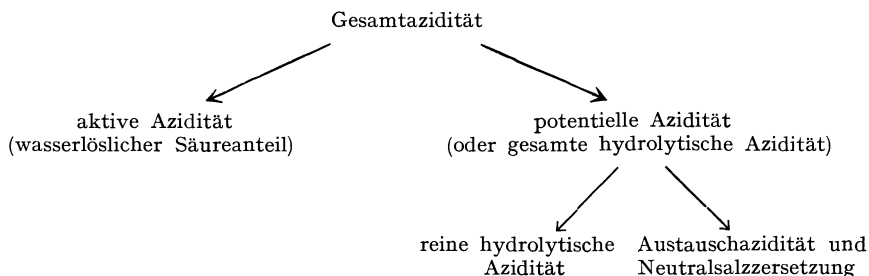 Gesamtazidität
aktive Azidität
(wasserlöslicher Säureanteil)
potentielle Azidität
(oder gesamte hydrolytische Azidität)
reine hydrolytische
Azidität
Austauschazidität und
Neutralsalzzersetzung